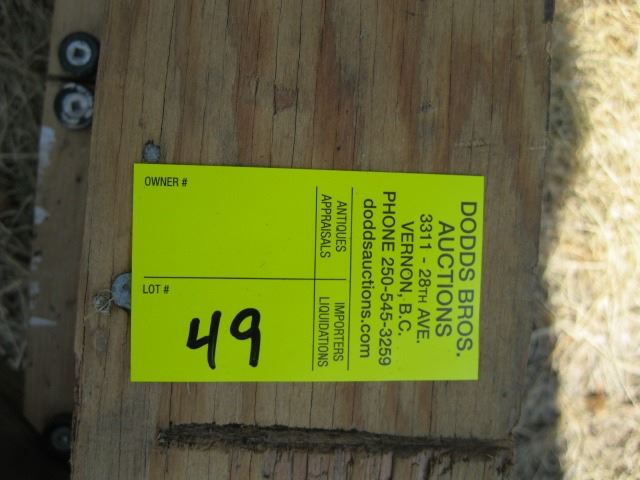 DODDS BROS.
AUCTIONS
3311 - 28TH AVE.
VERNON, B.C.
PHONE 250-545-3259
doddsauctions.com
ANTIQUES
APPRAISALS
IMPORTERS
LIQUIDATIONS
OWNER #
LOT #
49